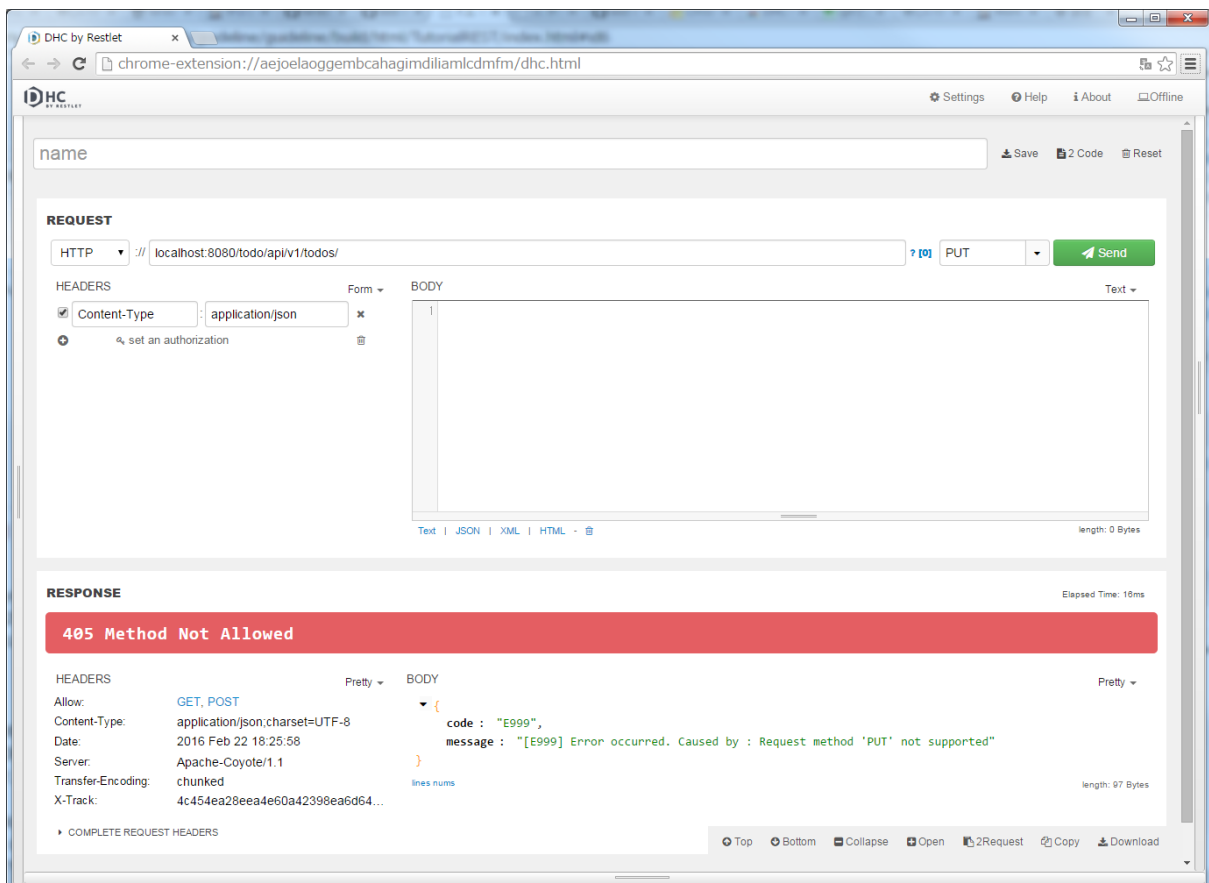 DHC by Restlet x
chrome-extension://aejoelaoggembcahagimdiliamlcdmfm/dhc.html
DHC BY RESTLET Settings Help About Offline
name Save 2 Code Reset
REQUEST
HTTP :// localhost:8080/todo/api/v1/todos/ ? [0] PUT Send
HEADERS Form BODY Text
Content-Type : application/json 1
set an authorization
Text | JSON | XML | HTML - length: 0 Bytes
RESPONSE Elapsed Time: 16ms
405 Method Not Allowed
HEADERS Pretty BODY Pretty
Allow: GET, POST {
Content-Type: application/json;charset=UTF-8 code : "E999",
Date: 2016 Feb 22 18:25:58 message : "[E999] Error occurred. Caused by : Request method 'PUT' not supported"
Server: Apache-Coyote/1.1 }
Transfer-Encoding: chunked lines nums length: 97 Bytes
X-Track: 4c454ea28eea4e60a42398ea6d64...
COMPLETE REQUEST HEADERS Top Bottom Collapse Open 2Request Copy Download